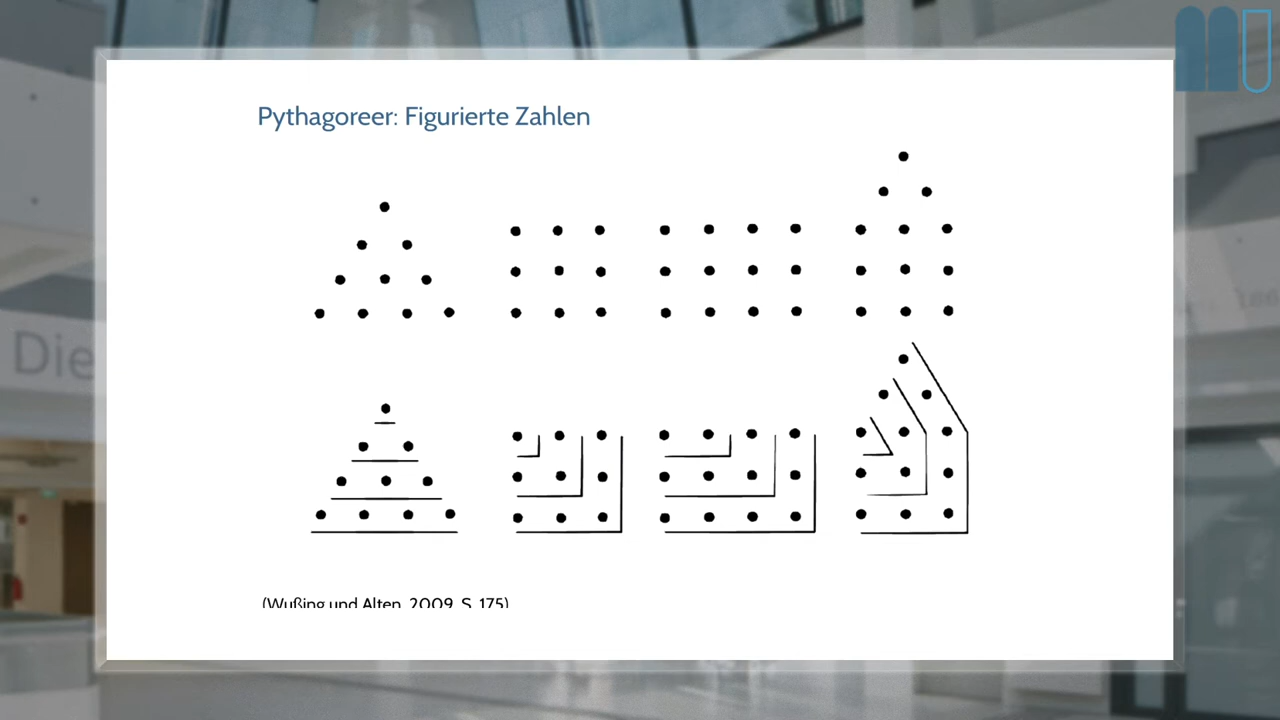 Pythagoreer: Figurierte Zahlen
Die
(Wußing und Alten, 2009, S. 175)